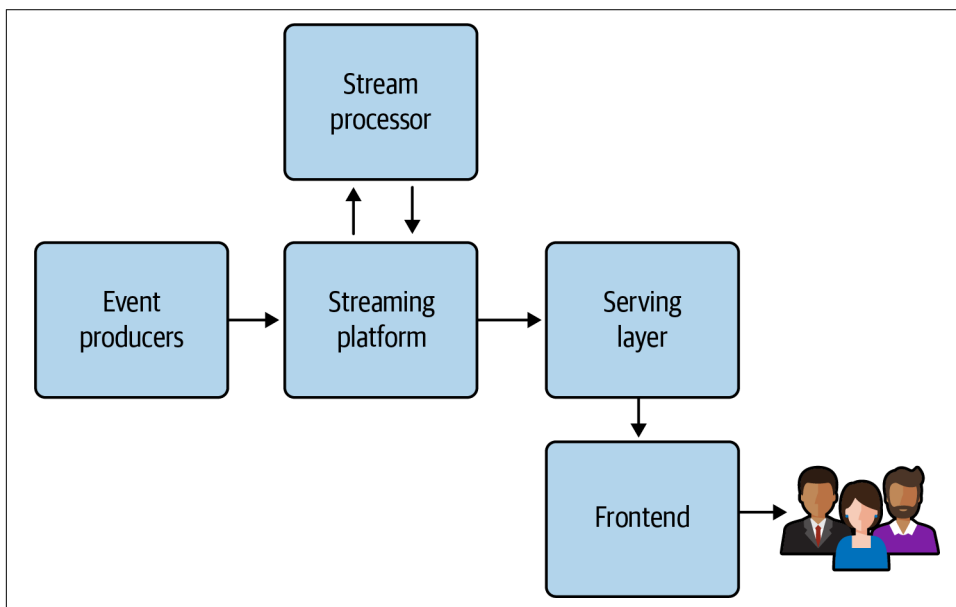 Stream
processor
Event
producers
Streaming
platform
Serving
layer
Frontend